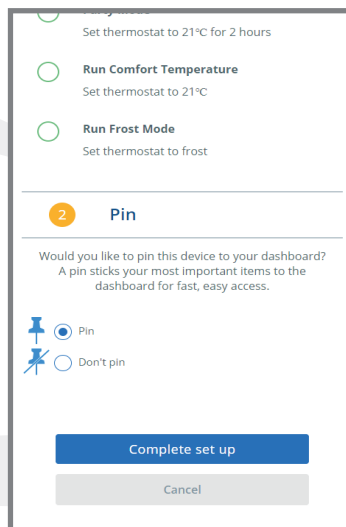 Set thermostat to 21℃ for 2 hours
Run Comfort Temperature
Set thermostat to 21℃
Run Frost Mode
Set thermostat to frost
2 Pin
Would you like to pin this device to your dashboard?
A pin sticks your most important items to the
dashboard for fast, easy access.
Pin
Don't pin
Complete set up
Cancel